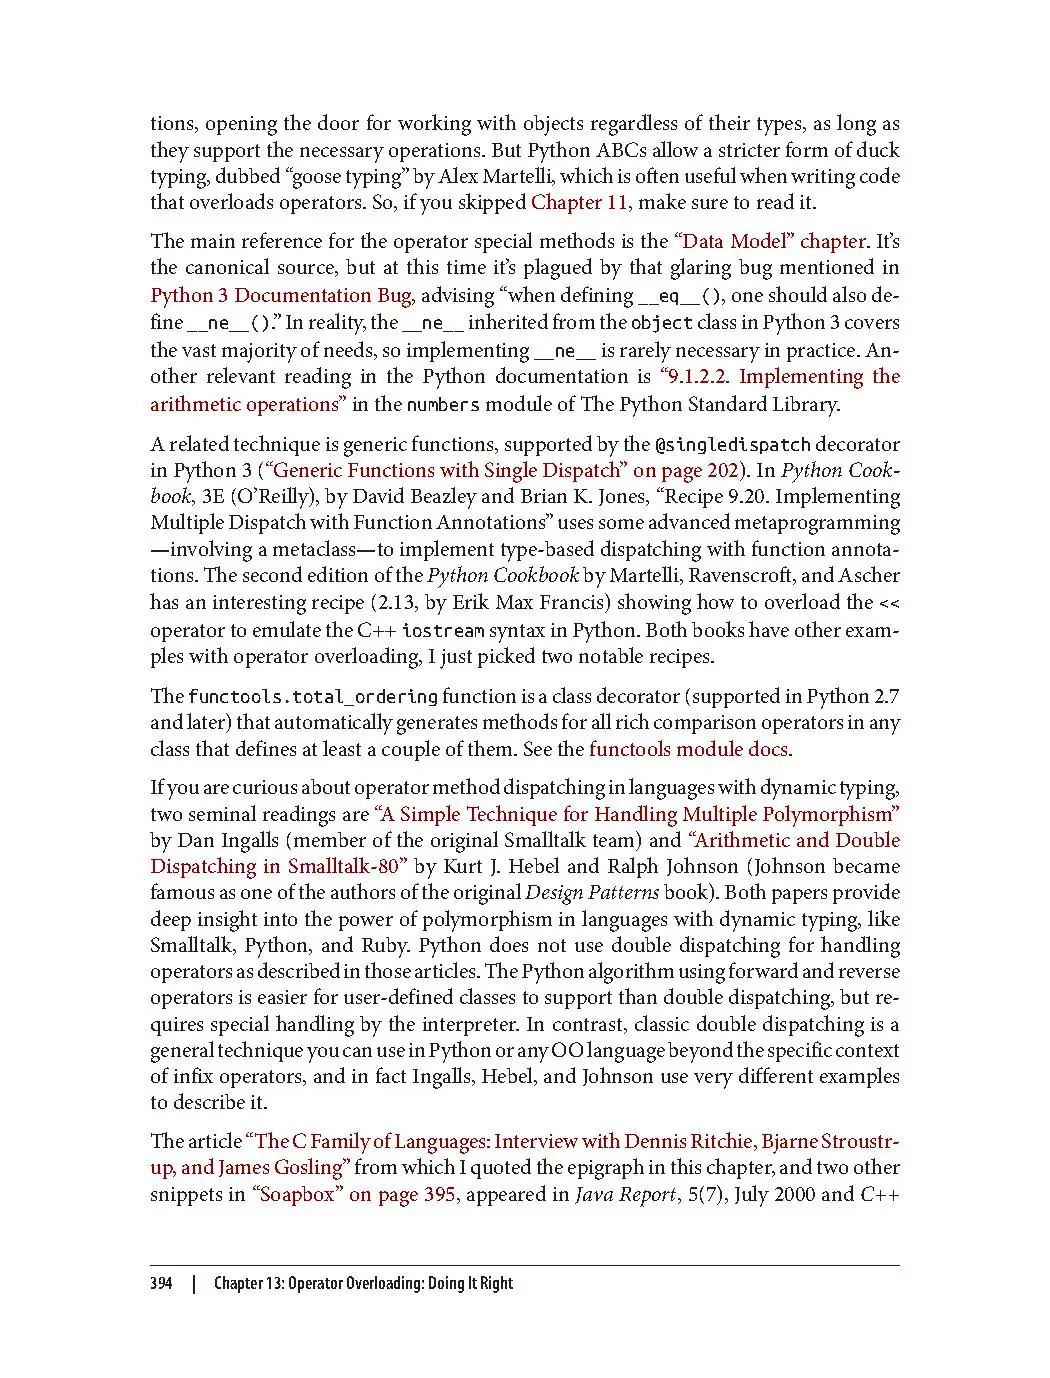 tions, opening the door for working with objects regardless of their types, as long as
they support the necessary operations. But Python ABCs allow a stricter form of duck
typing, dubbed “goose typing” by Alex Martelli, which is often useful when writing code
that overloads operators. So, if you skipped Chapter 11, make sure to read it.
The main reference for the operator special methods is the “Data Model” chapter. It’s
the canonical source, but at this time it’s plagued by that glaring bug mentioned in
Python 3 Documentation Bug, advising “when defining __eq__(), one should also de-
fine __ne__().” In reality, the __ne__ inherited from the object class in Python 3 covers
the vast majority of needs, so implementing __ne__ is rarely necessary in practice. An-
other relevant reading in the Python documentation is “9.1.2.2. Implementing the
arithmetic operations” in the numbers module of The Python Standard Library.
A related technique is generic functions, supported by the @singledispatch decorator
in Python 3 (“Generic Functions with Single Dispatch” on page 202). In Python Cook-
book, 3E (O’Reilly), by David Beazley and Brian K. Jones, “Recipe 9.20. Implementing
Multiple Dispatch with Function Annotations” uses some advanced metaprogramming
—involving a metaclass—to implement type-based dispatching with function annota-
tions. The second edition of the Python Cookbook by Martelli, Ravenscroft, and Ascher
has an interesting recipe (2.13, by Erik Max Francis) showing how to overload the <<
operator to emulate the C++ iostream syntax in Python. Both books have other exam-
ples with operator overloading, I just picked two notable recipes.
The functools.total_ordering function is a class decorator (supported in Python 2.7
and later) that automatically generates methods for all rich comparison operators in any
class that defines at least a couple of them. See the functools module docs.
If you are curious about operator method dispatching in languages with dynamic typing,
two seminal readings are “A Simple Technique for Handling Multiple Polymorphism”
by Dan Ingalls (member of the original Smalltalk team) and “Arithmetic and Double
Dispatching in Smalltalk-80” by Kurt J. Hebel and Ralph Johnson (Johnson became
famous as one of the authors of the original Design Patterns book). Both papers provide
deep insight into the power of polymorphism in languages with dynamic typing, like
Smalltalk, Python, and Ruby. Python does not use double dispatching for handling
operators as described in those articles. The Python algorithm using forward and reverse
operators is easier for user-defined classes to support than double dispatching, but re-
quires special handling by the interpreter. In contrast, classic double dispatching is a
general technique you can use in Python or any OO language beyond the specific context
of infix operators, and in fact Ingalls, Hebel, and Johnson use very different examples
to describe it.
The article “The C Family of Languages: Interview with Dennis Ritchie, Bjarne Stroustr-
up, and James Gosling” from which I quoted the epigraph in this chapter, and two other
snippets in “Soapbox” on page 395, appeared in Java Report, 5(7), July 2000 and C++
394 | Chapter 13: Operator Overloading: Doing It Right